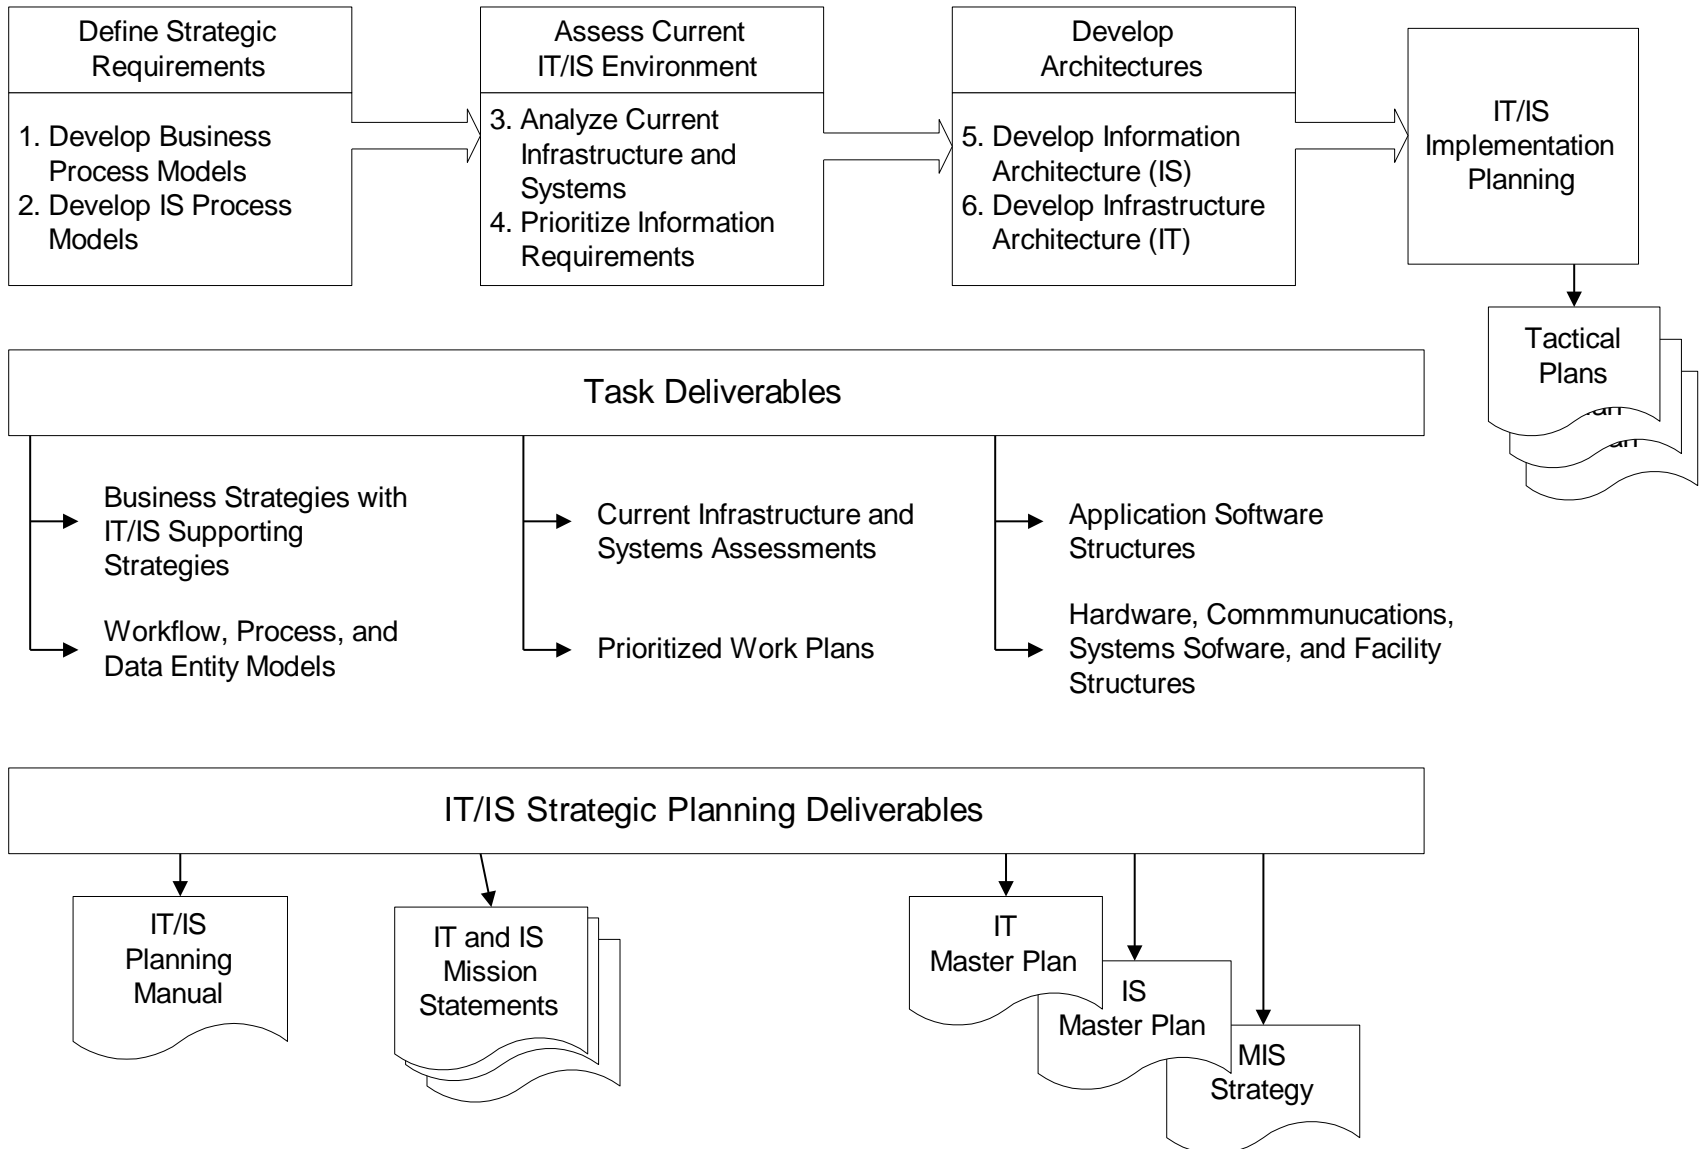 Define Strategic
Requirements
1. Develop Business
Process Models
2. Develop IS Process
Models
Assess Current
IT/IS Environment
3. Analyze Current
Infrastructure and
Systems
4. Prioritize Information
Requirements
Develop
Architectures
5. Develop Information
Architecture (IS)
6. Develop Infrastructure
Architecture (IT)
IT/IS
Implementation
Planning
Tactical
Plans
Task Deliverables
Business Strategies with
IT/IS Supporting
Strategies
Workflow, Process, and
Data Entity Models
Current Infrastructure and
Systems Assessments
Prioritized Work Plans
Application Software
Structures
Hardware, Commmunucations,
Systems Sofware, and Facility
Structures
IT/IS Strategic Planning Deliverables
IT/IS
Planning
Manual
IT and IS
Mission
Statements
IT
Master Plan
IS
Master Plan
MIS
Strategy